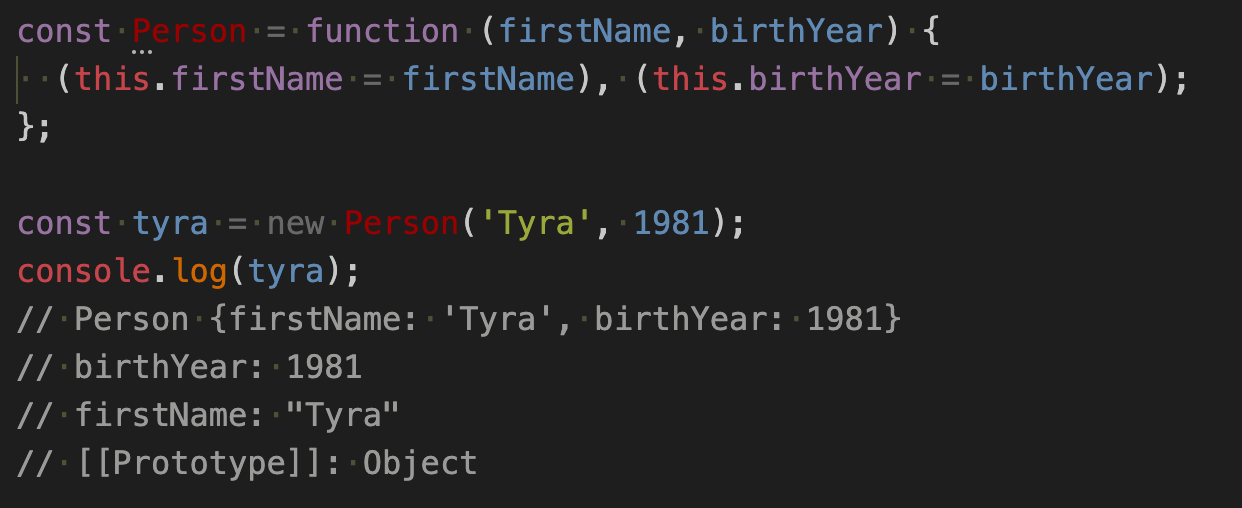 const Person = function (firstName, birthYear) {
  (this.firstName = firstName), (this.birthYear = birthYear);
};
const tyra = new Person('Tyra', 1981);
console.log(tyra);
// Person {firstName: 'Tyra', birthYear: 1981}
// birthYear: 1981
// firstName: "Tyra"
// [[Prototype]]: Object